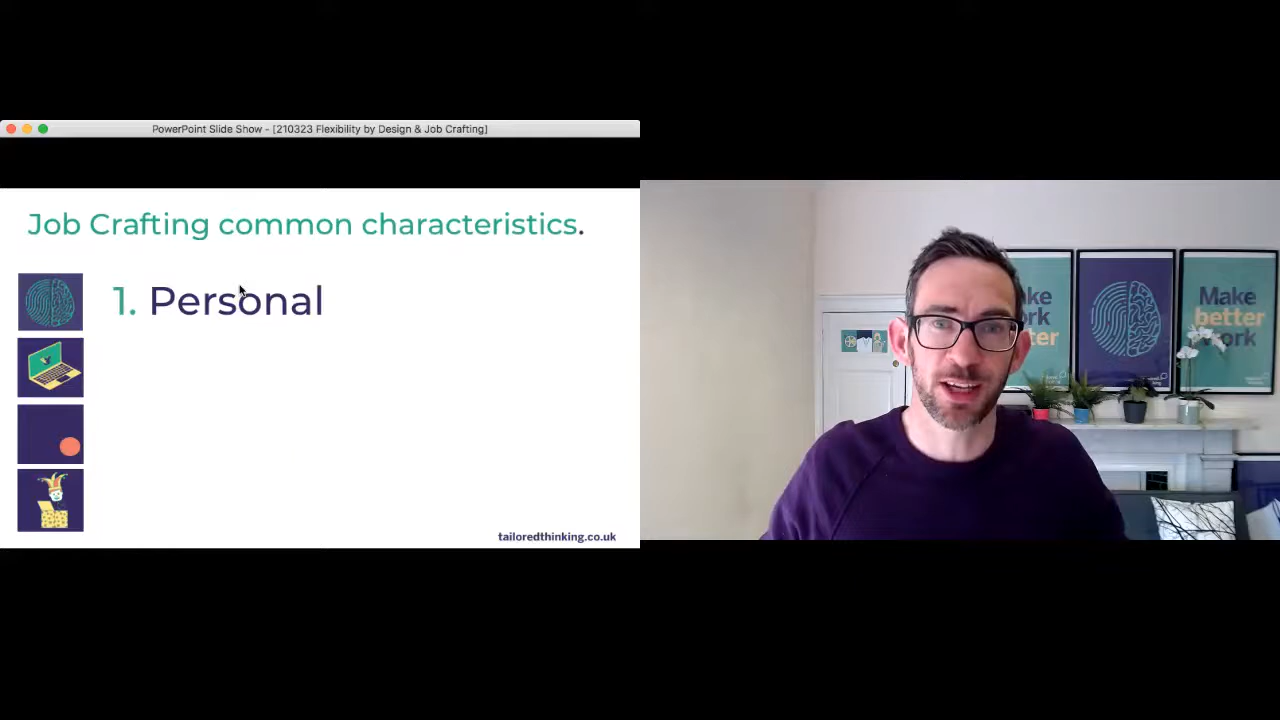 PowerPoint Slide Show - [210323 Flexibility by Design & Job Crafting]
Job Crafting common characteristics.
1. Personal
tailoredthinking.co.uk
Make
better
work